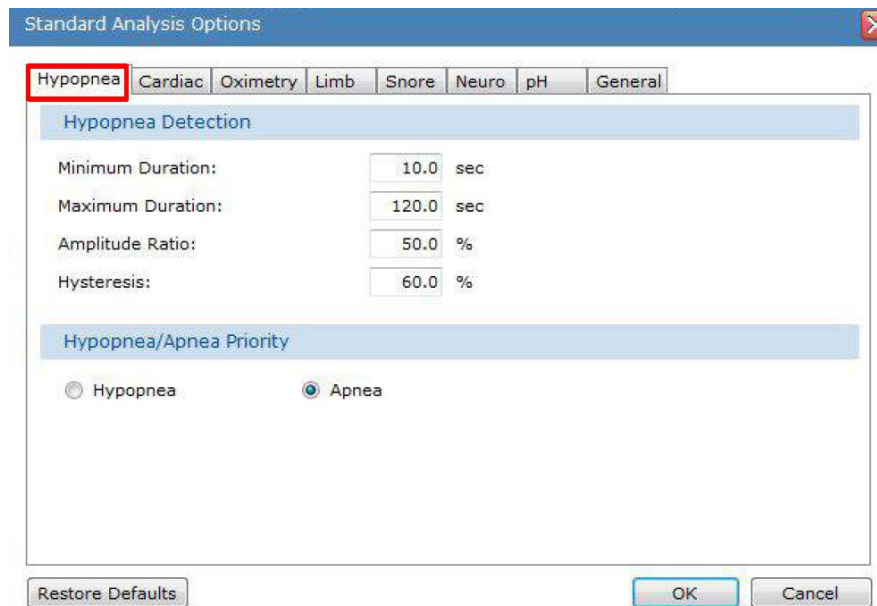 Standard Analysis Options
Hypopnea Cardiac Oximetry Limb Snore Neuro pH General
Hypopnea Detection
Minimum Duration: 10.0 sec
Maximum Duration: 120.0 sec
Amplitude Ratio: 50.0 %
Hysteresis: 60.0 %
Hypopnea/Apnea Priority
Hypopnea Apnea
Restore Defaults OK Cancel